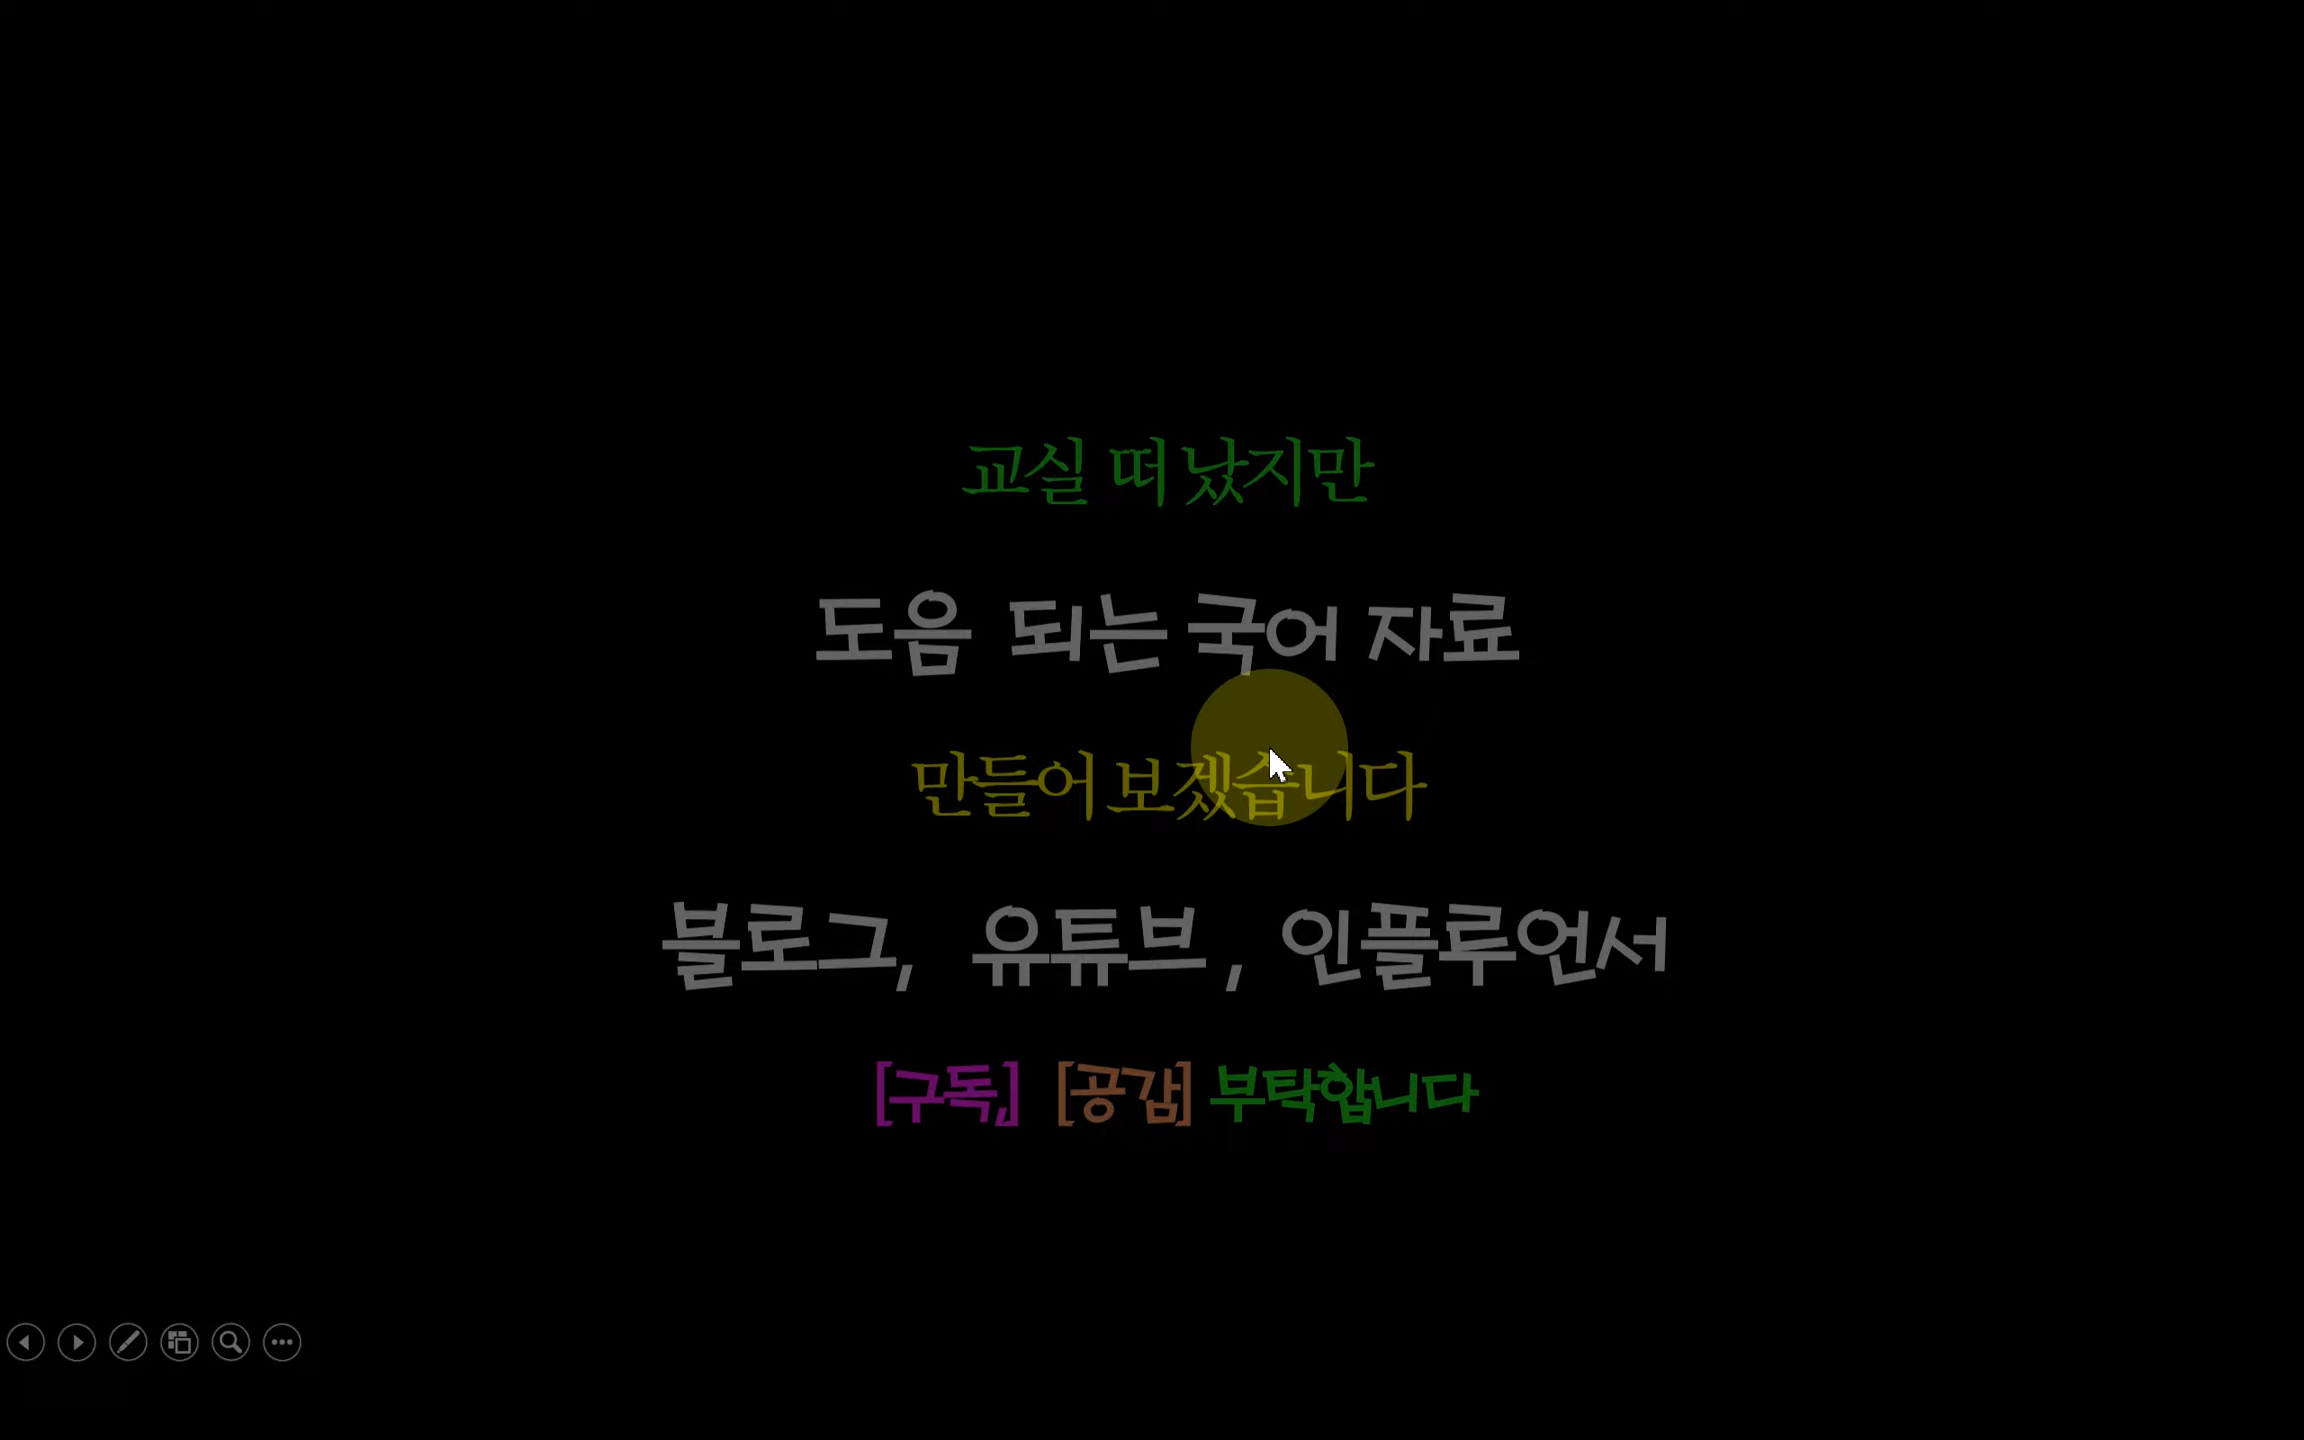 교실 떠났지만
도움 되는 국어 자료
만들어 보겠습니다
블로그, 유튜브, 인플루언서
[구독,] [공감] 부탁합니다